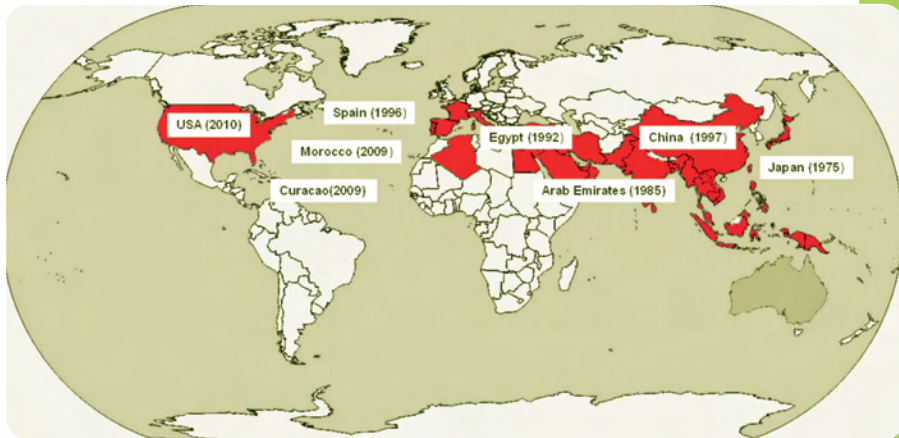 USA (2010)
Spain (1996)
Morocco (2009)
Curacao(2009)
Egypt (1992)
China (1997)
Japan (1975)
Arab Emirates (1985)